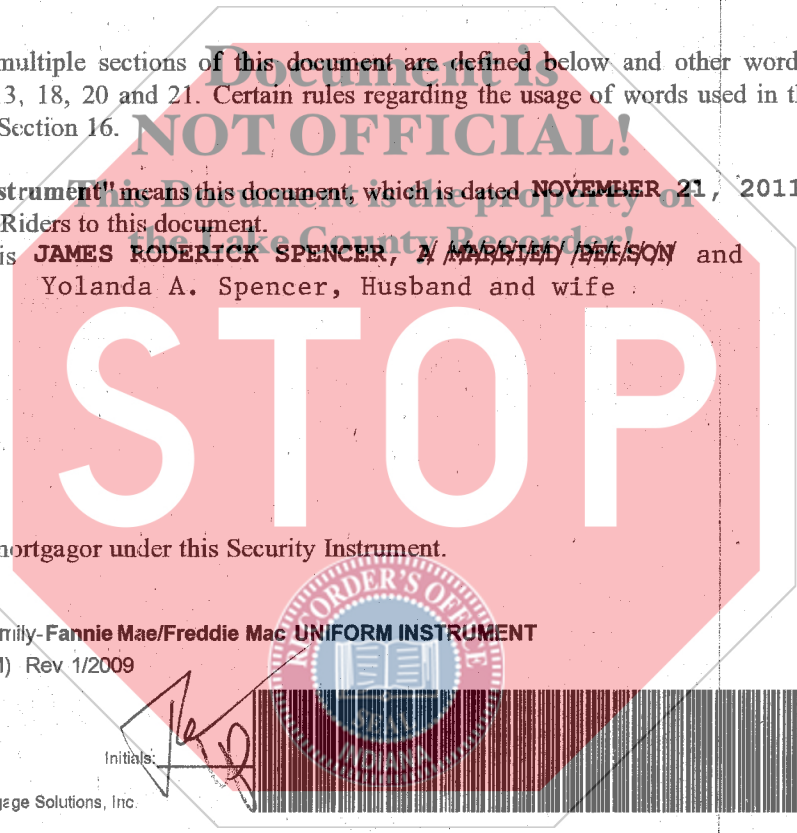 multiple sections of this document are defined below and other word
Document is
3, 18, 20 and 21. Certain rules regarding the usage of words used in t
Section 16.
NOT OFFICIAL!
strument" means this document, which is dated NOVEMBER 21, 2011
This Document is the property of
Riders to this document.
the Lake County Recorder!
is JAMES RODERICK SPENCER, A MARRIED PERSON and
Yolanda A. Spencer, Husband and wife
STOP
mortgagor under this Security Instrument.
RECORDER'S OFFICE
mily-Fannie Mae/Freddie Mac UNIFORM INSTRUMENT
) Rev 1/2009
SEAL
INDIANA
Initials:
gage Solutions, Inc.